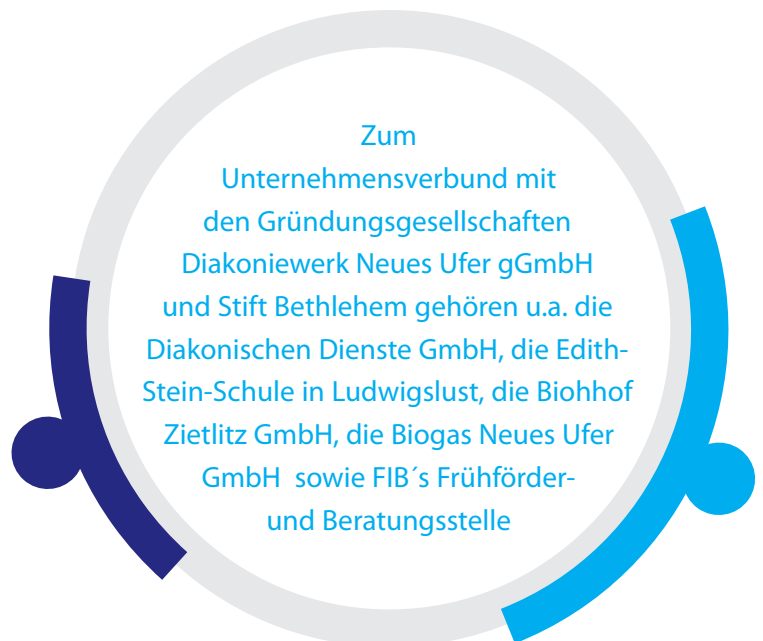 Zum
Unternehmensverbund mit
den Gründungsgesellschaften
Diakoniewerk Neues Ufer gGmbH
und Stift Bethlehem gehören u.a. die
Diakonischen Dienste GmbH, die Edith-
Stein-Schule in Ludwigslust, die Biohhof
Zietlitz GmbH, die Biogas Neues Ufer
GmbH  sowie FIB´s Frühförder-
und Beratungsstelle